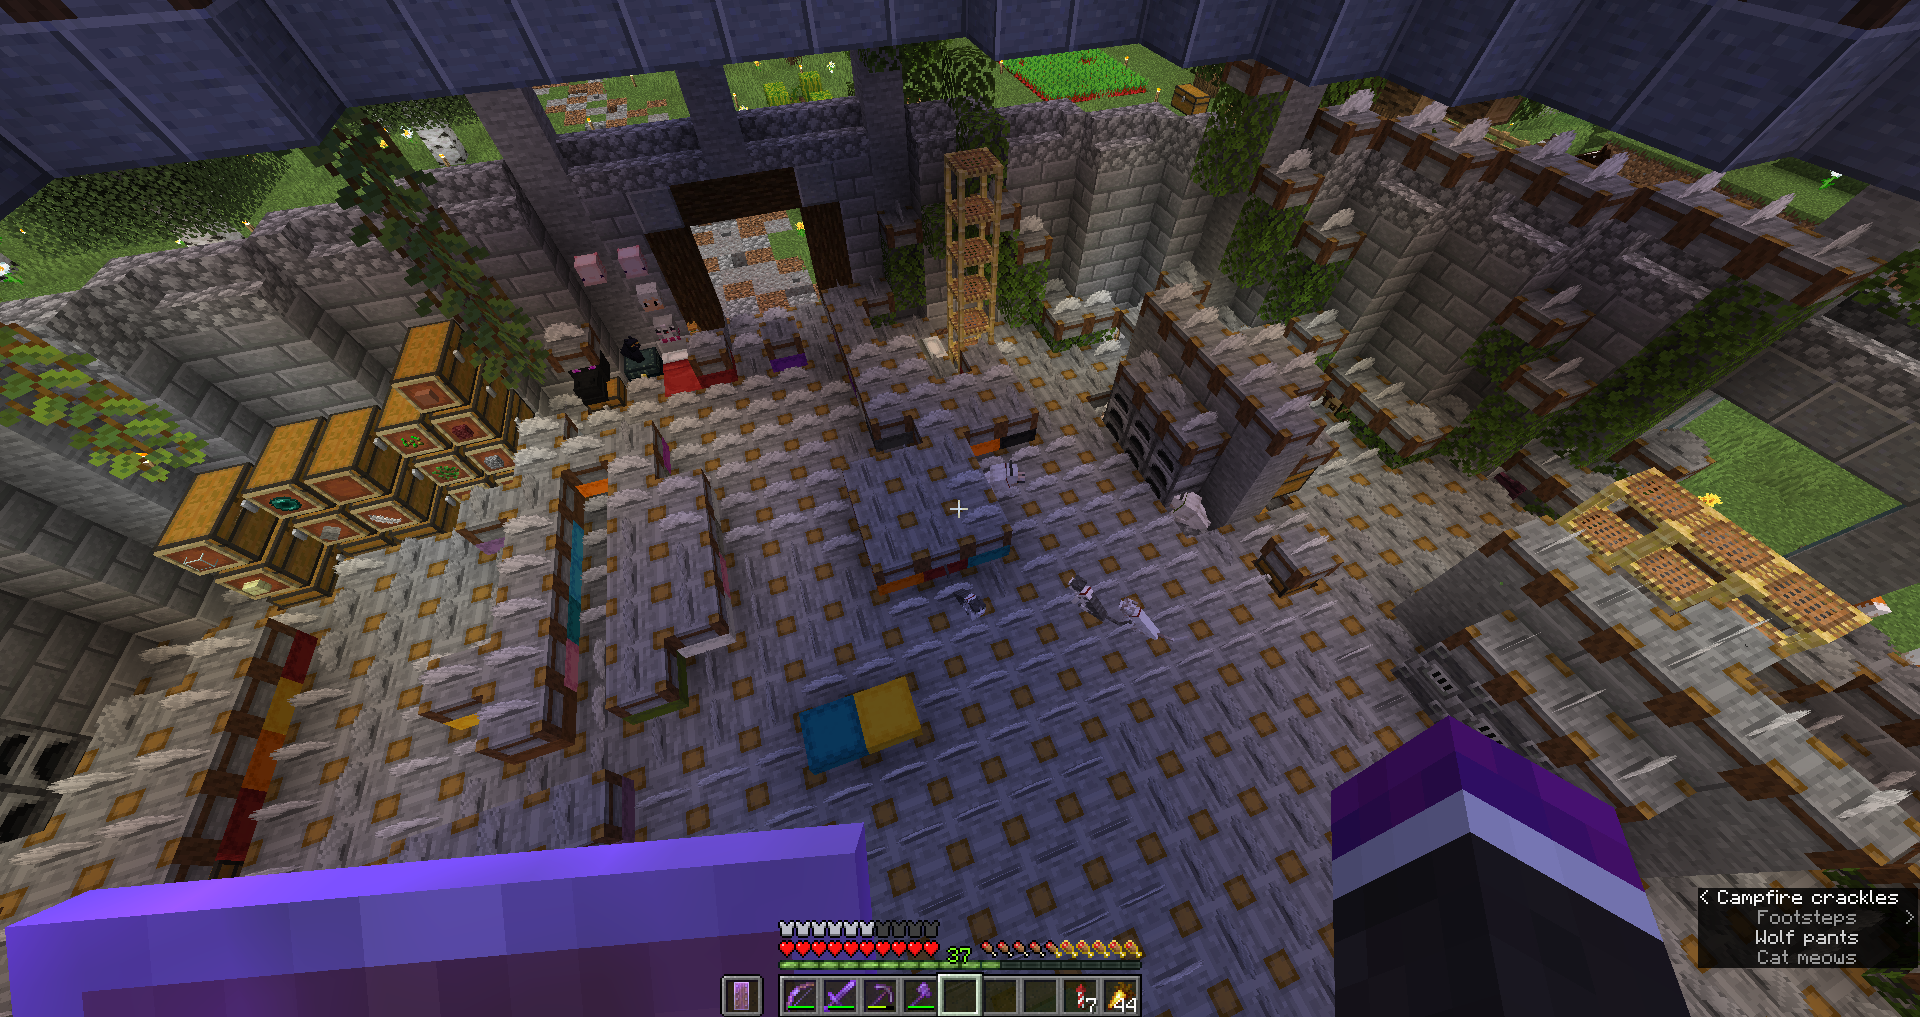 < Campfire crackles
Footsteps >
Wolf pants
Cat meows
37
7
44